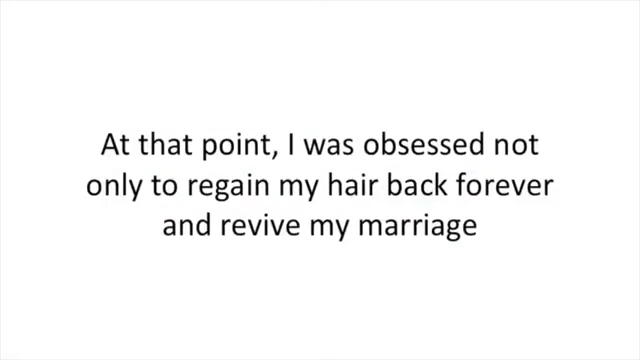 At that point, I was obsessed not
only to regain my hair back forever
and revive my marriage